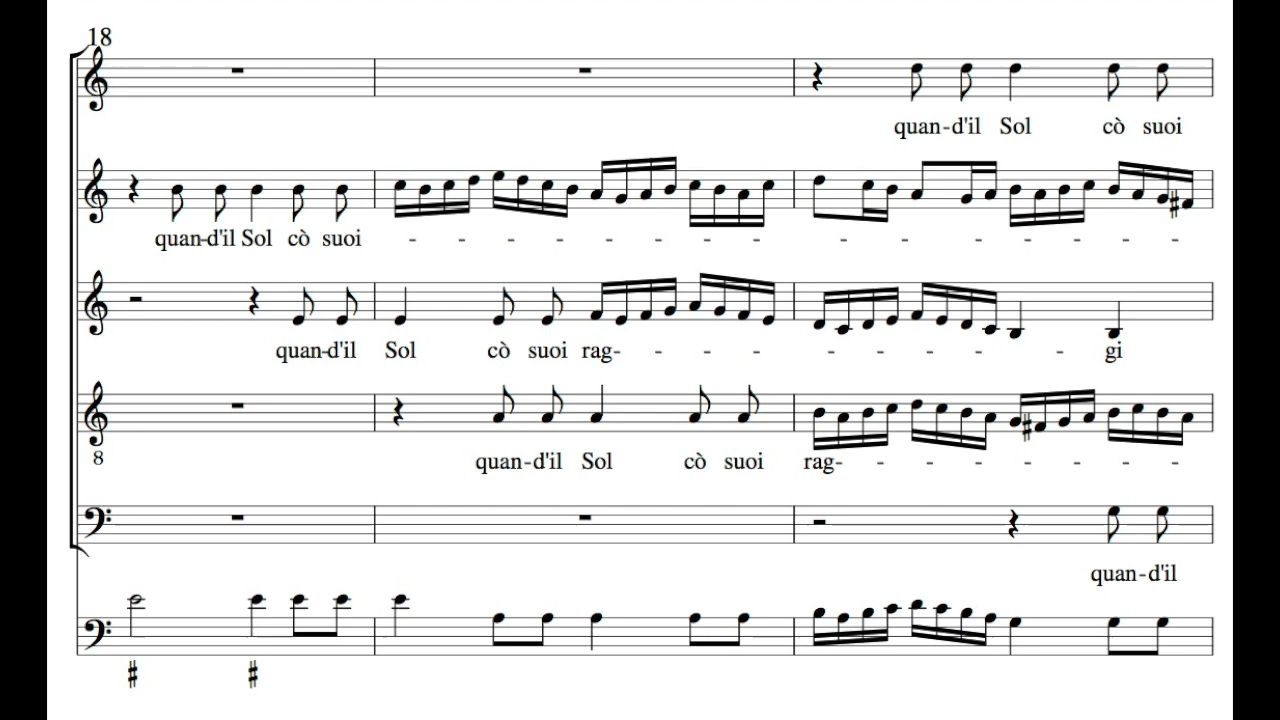 18
quan-d'il Sol cò suoi
quan-d'il Sol cò suoi - - - - - - - - - - - - - - - -
quan-d'il Sol cò suoi rag- - - - - - - - - - gi
8
quan-d'il Sol cò suoi rag- - - - - - - -
quan-d'il